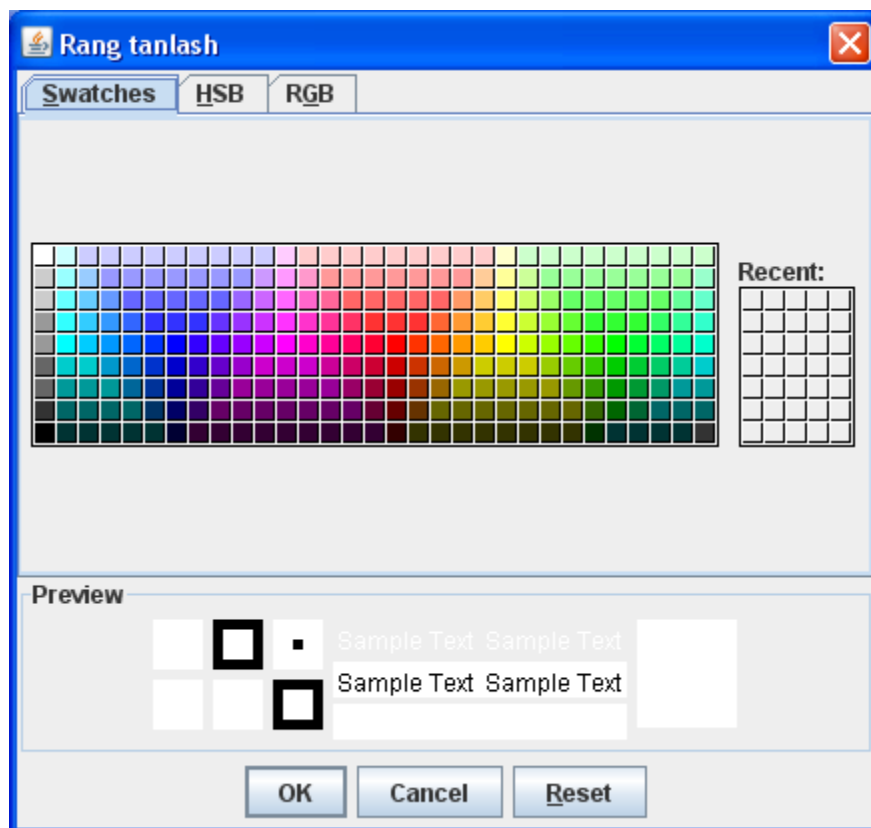 Rang tanlash
Swatches HSB RGB
Recent:
Preview
Sample Text Sample Text
Sample Text Sample Text
OK Cancel Reset